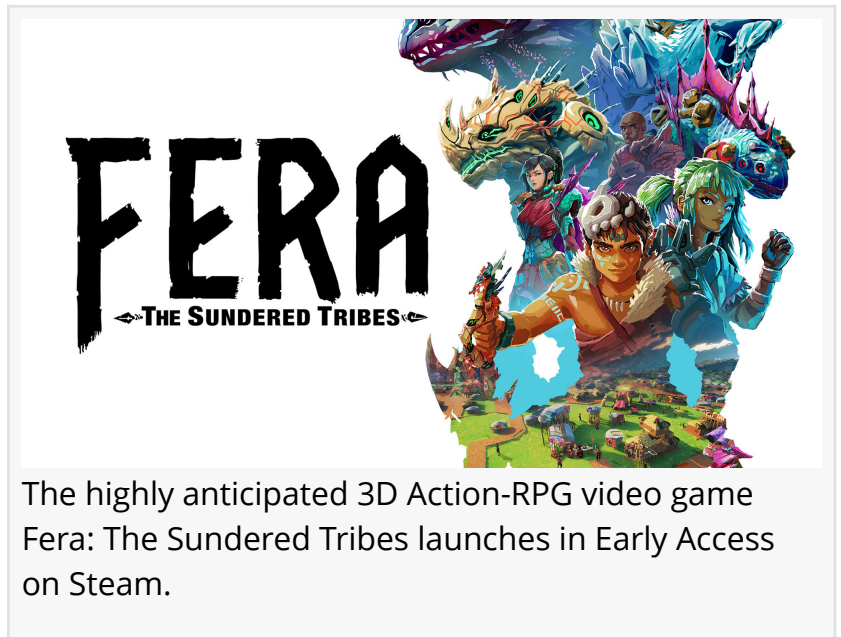 FERA
THE SUNDERED TRIBES
The highly anticipated 3D Action-RPG video game
Fera: The Sundered Tribes launches in Early Access
on Steam.